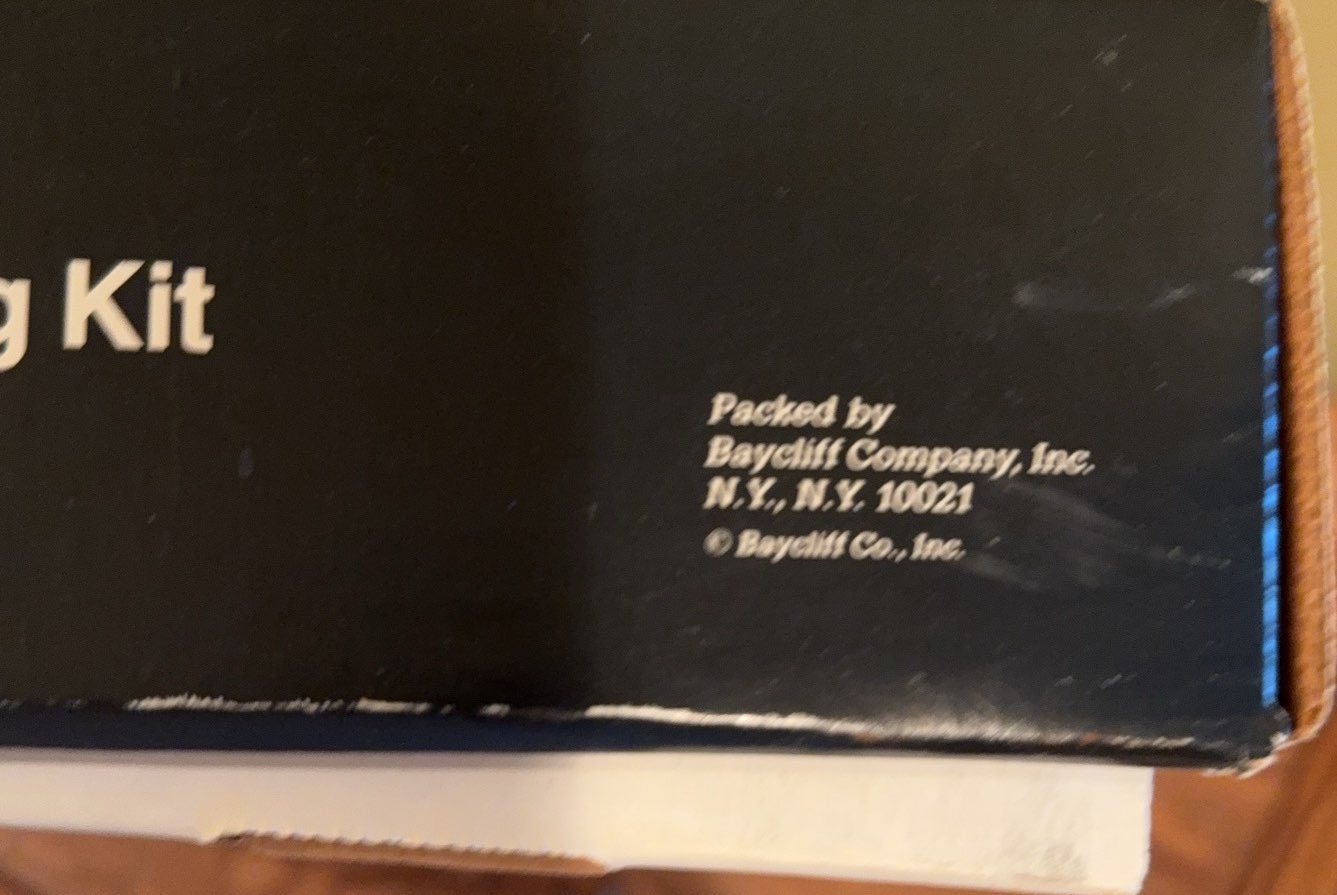 g Kit
Packed by
Baycliff Company, Inc.
N.Y., N.Y. 10021
© Baycliff Co., Inc.